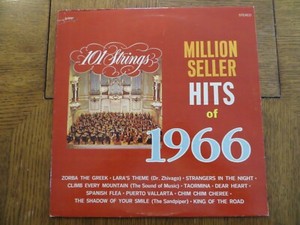 STEREO
101 Strings
MILLION
SELLER
HITS
of
1966
ZORBA THE GREEK • LARA'S THEME (Dr. Zhivago) • STRANGERS IN THE NIGHT •
CLIMB EVERY MOUNTAIN (The Sound of Music) • TAORMINA • DEAR HEART •
SPANISH FLEA • PUERTO VALLARTA • CHIM CHIM CHEREE •
THE SHADOW OF YOUR SMILE (The Sandpiper) • KING OF THE ROAD